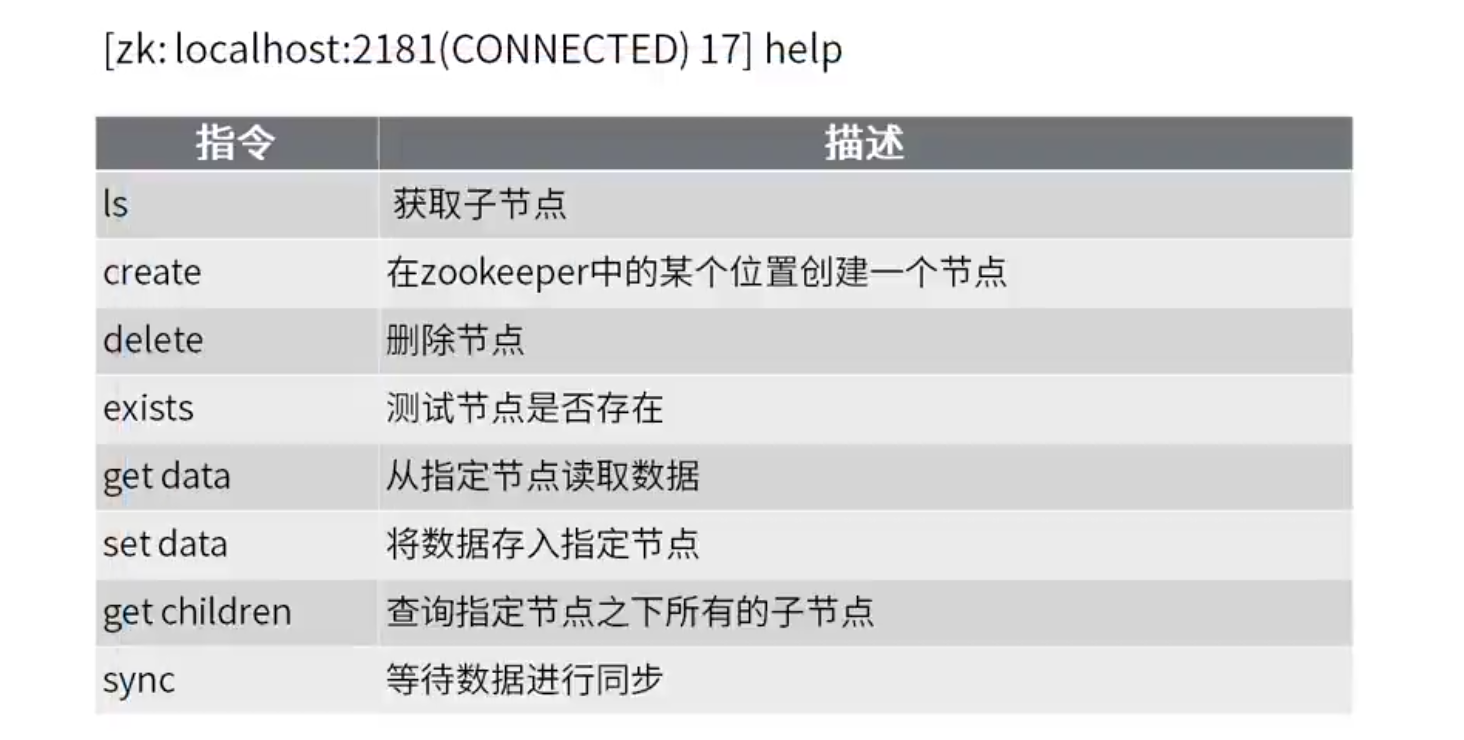 [zk: localhost:2181(CONNECTED) 17] help
指令 描述
ls 获取子节点
create 在zookeeper中的某个位置创建一个节点
delete 删除节点
exists 测试节点是否存在
get data 从指定节点读取数据
set data 将数据存入指定节点
get children 查询指定节点之下所有的子节点
sync 等待数据进行同步